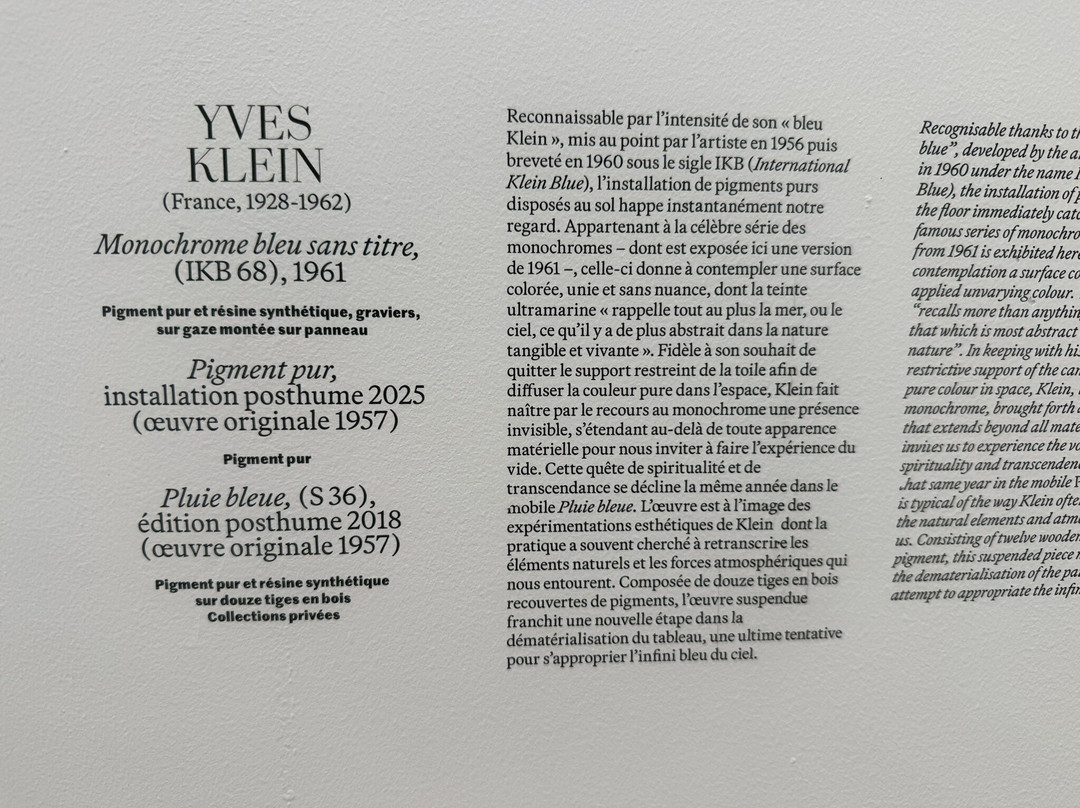 YVES
KLEIN
(France, 1928-1962)
Monochrome bleu sans titre,
(IKB 68), 1961
Pigment pur et résine synthétique, graviers,
sur gaze montée sur panneau
Pigment pur,
installation posthume 2025
(œuvre originale 1957)
Pigment pur
Pluie bleue, (S 36),
édition posthume 2018
(œuvre originale 1957)
Pigment pur et résine synthétique
sur douze tiges en bois
Collections privées
Reconnaissable par l’intensité de son « bleu
Klein », mis au point par l’artiste en 1956 puis
breveté en 1960 sous le sigle IKB (International
Klein Blue), l’installation de pigments purs
disposés au sol happe instantanément notre
regard. Appartenant à la célèbre série des
monochromes – dont est exposée ici une version
de 1961 –, celle-ci donne à contempler une surface
colorée, unie et sans nuance, dont la teinte
ultramarine « rappelle tout au plus la mer, ou le
ciel, ce qu’il y a de plus abstrait dans la nature
tangible et vivante ». Fidèle à son souhait de
quitter le support restreint de la toile afin de
diffuser la couleur pure dans l’espace, Klein fait
naître par le recours au monochrome une présence
invisible, s’étendant au-delà de toute apparence
matérielle pour nous inviter à faire l’expérience du
vide. Cette quête de spiritualité et de
transcendance se décline la même année dans le
mobile Pluie bleue. L’œuvre est à l’image des
expérimentations esthétiques de Klein dont la
pratique a souvent cherché à retranscrire les
éléments naturels et les forces atmosphériques qui
nous entourent. Composée de douze tiges en bois
recouvertes de pigments, l’œuvre suspendue
franchit une nouvelle étape dans la
dématérialisation du tableau, une ultime tentative
pour s’approprier l’infini bleu du ciel.
Recognisable thanks to
blue”, developed by the
in 1960 under the name
Blue), the installation of
the floor immediately
famous series of
from 1961 is exhibited here
contemplation a surface
applied unvarying colour.
“recalls more than
that which is most abstract
nature”. In keeping with
restrictive support of the
pure colour in space, Klein,
monochrome, brought forth
that extends beyond all
invites us to experience the
spirituality and
that same year in the mobile
is typical of the way Klein
the natural elements and
us. Consisting of twelve
pigment, this suspended piece
the dematerialisation of the
attempt to appropriate the